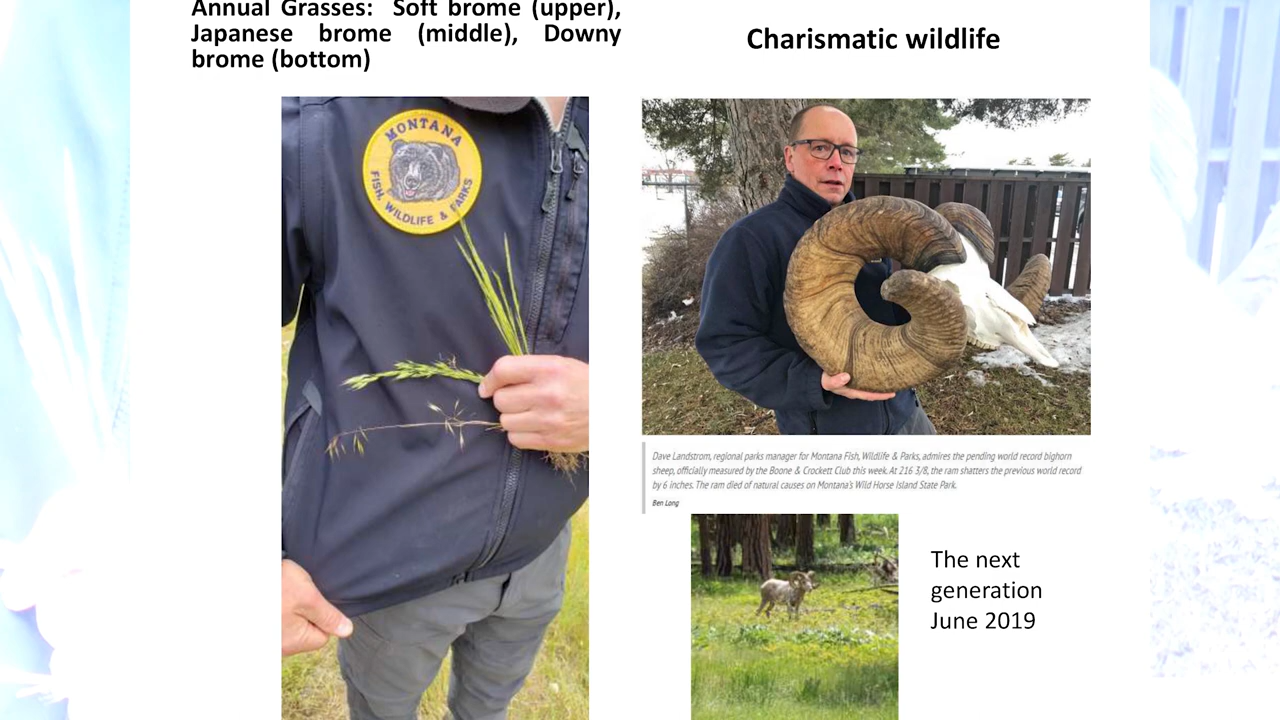 Annual Grasses: Soft brome (upper),
Japanese brome (middle), Downy
brome (bottom)
Charismatic wildlife
MONTANA
FISH, WILDLIFE & PARKS
Dave Landstrom, regional parks manager for Montana Fish, Wildlife & Parks, admires the pending world record bighorn
sheep, officially measured by the Boone & Crockett Club this week. At 216 3/8, the ram shatters the previous world record
by 6 inches. The ram died of natural causes on Montana's Wild Horse Island State Park.
Ben Long
The next
generation
June 2019